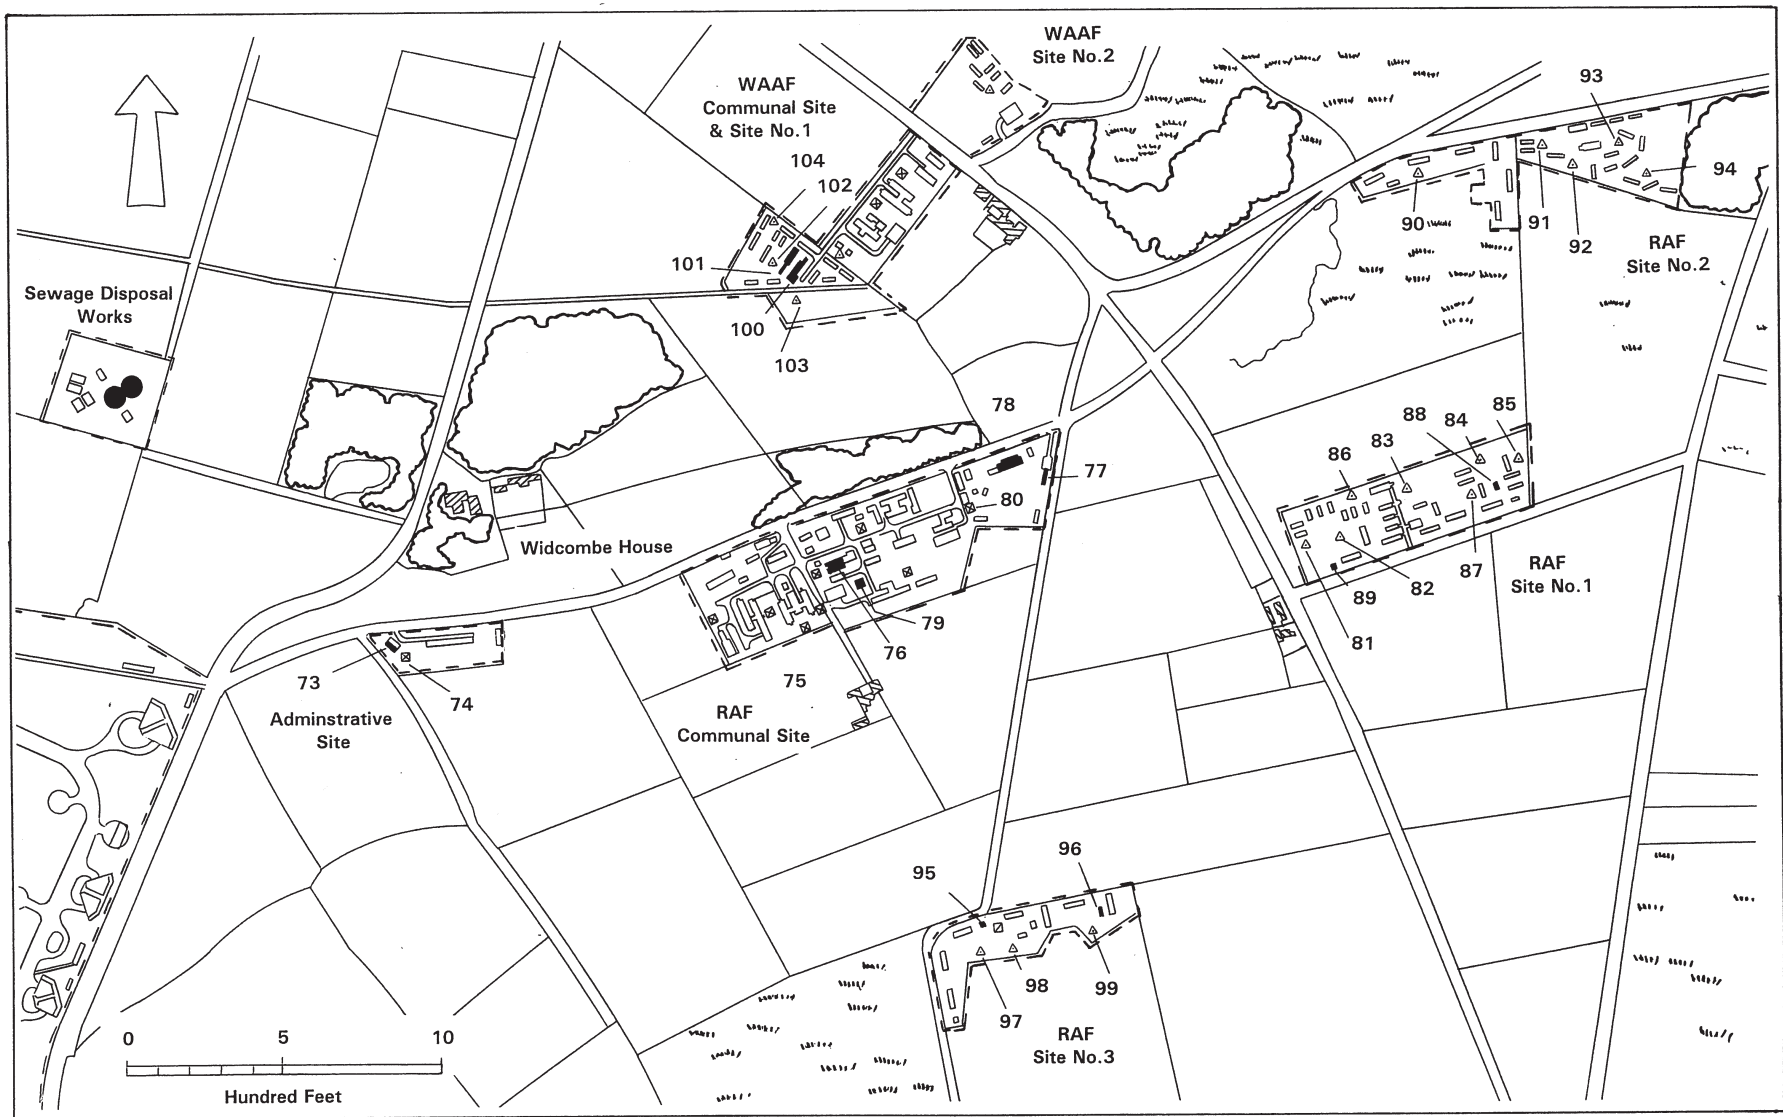 WAAF
Site No.2
WAAF
Communal Site
& Site No.1
93
104
102
94
90
91
92
RAF
Site No.2
101
100
103
Sewage Disposal
Works
78
85
88
84
83
86
77
80
Widcombe House
87
82
89
81
RAF
Site No.1
79
76
75
73
74
Adminstrative
Site
RAF
Communal Site
95
96
98
99
97
RAF
Site No.3
0
5
10
Hundred Feet